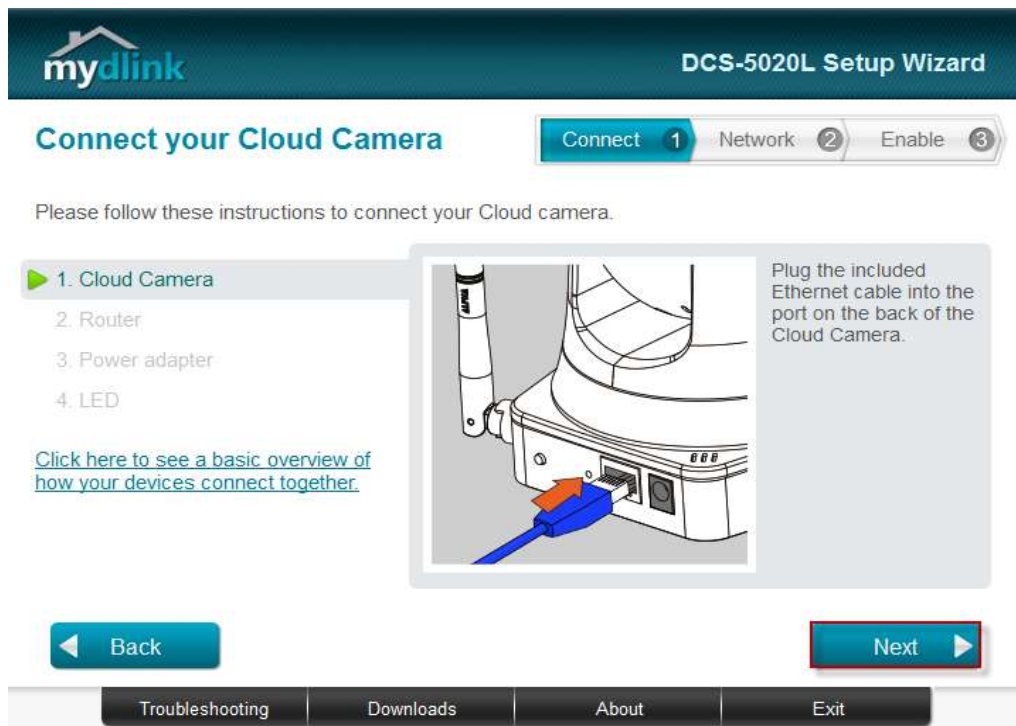 mydlink
DCS-5020L Setup Wizard
Connect your Cloud Camera
Connect 1 Network 2 Enable 3
Please follow these instructions to connect your Cloud camera.
1. Cloud Camera
2. Router
3. Power adapter
4. LED
Click here to see a basic overview of
how your devices connect together.
ALPHA
Plug the included
Ethernet cable into the
port on the back of the
Cloud Camera.
Back
Next
Troubleshooting Downloads About Exit